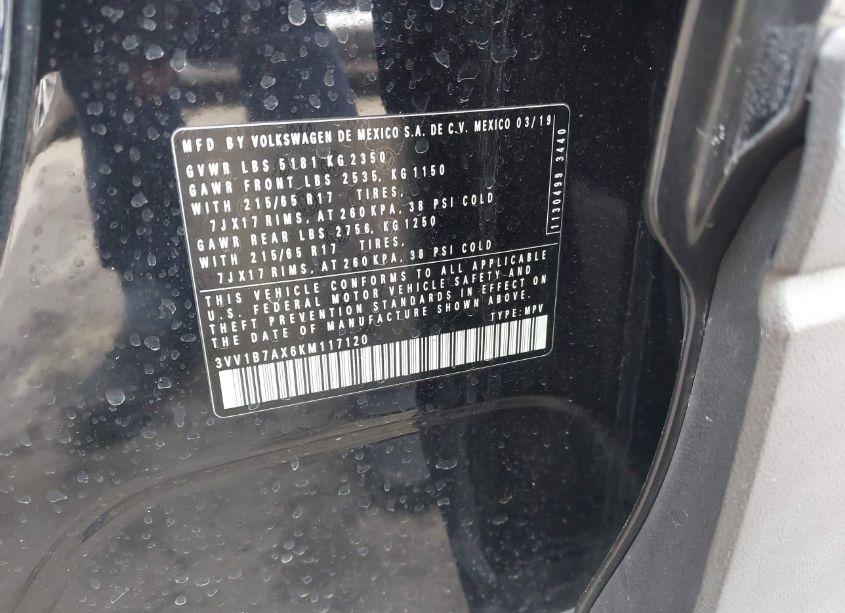 MFD BY VOLKSWAGEN DE MEXICO S.A. DE C.V. MEXICO 03/19
GVWR LBS 5181 KG 2350
GAWR FRONT LBS 2535, KG 1150
WITH 215/65 R17 TIRES,
7JX17 RIMS, AT 260 KPA, 38 PSI COLD
GAWR REAR LBS 2756, KG 1250
WITH 215/65 R17 TIRES,
7JX17 RIMS, AT 260 KPA, 38 PSI COLD
1130499 3440
THIS VEHICLE CONFORMS TO ALL APPLICABLE
U.S. FEDERAL MOTOR VEHICLE SAFETY AND
THEFT PREVENTION STANDARDS IN EFFECT ON
THE DATE OF MANUFACTURE SHOWN ABOVE.
TYPE: MPV
3VV1B7AX6KM117120